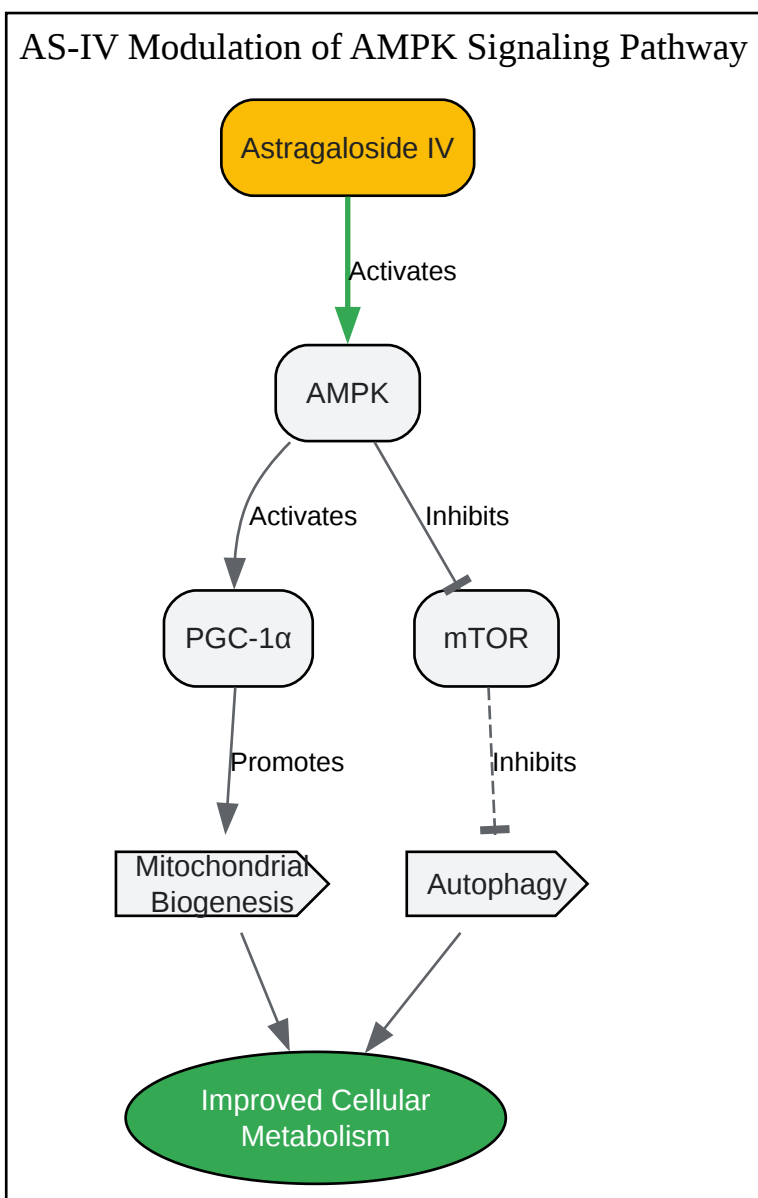 AS-IV Modulation of AMPK Signaling Pathway
Astragaloside IV
Activates
AMPK
Activates
Inhibits
PGC-1α
mTOR
Promotes
Inhibits
Mitochondrial
Biogenesis
Autophagy
Improved Cellular
Metabolism